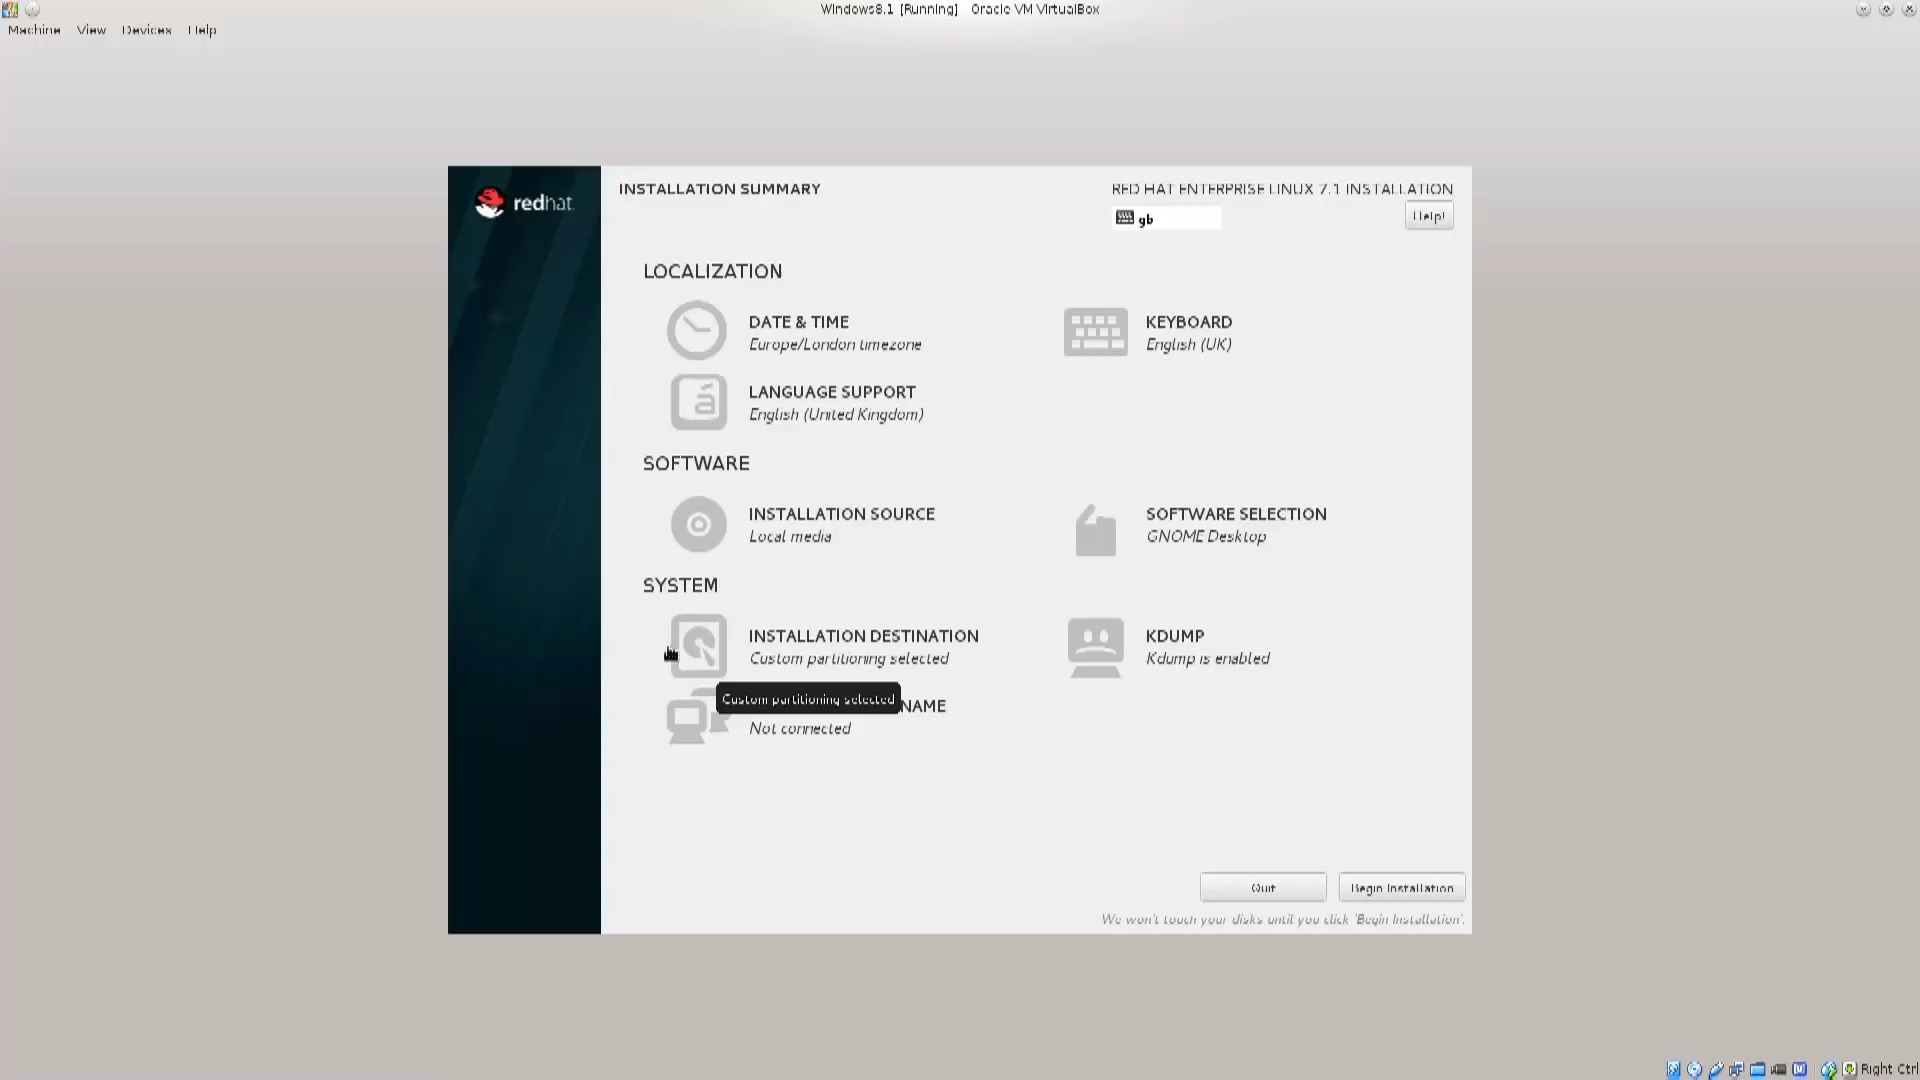 Windows8.1 [Running] Oracle VM VirtualBox
Machine View Devices Help
redhat.
INSTALLATION SUMMARY
RED HAT ENTERPRISE LINUX 7.1 INSTALLATION
gb
Help!
LOCALIZATION
DATE & TIME
Europe/London timezone
KEYBOARD
English (UK)
LANGUAGE SUPPORT
English (United Kingdom)
SOFTWARE
INSTALLATION SOURCE
Local media
SOFTWARE SELECTION
GNOME Desktop
SYSTEM
INSTALLATION DESTINATION
Custom partitioning selected
KDUMP
Kdump is enabled
Custom partitioning selected
NAME
Not connected
Quit
Begin Installation
We won't touch your disks until you click 'Begin Installation'.
Right Ctrl